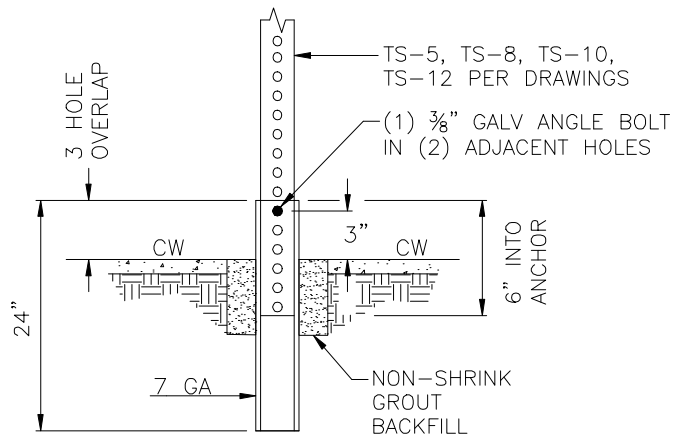 TS-5, TS-8, TS-10,
TS-12 PER DRAWINGS
3 HOLE
OVERLAP
(1) ⅜" GALV ANGLE BOLT
IN (2) ADJACENT HOLES
CW
3"
CW
6" INTO
ANCHOR
24"
7 GA
NON-SHRINK
GROUT
BACKFILL